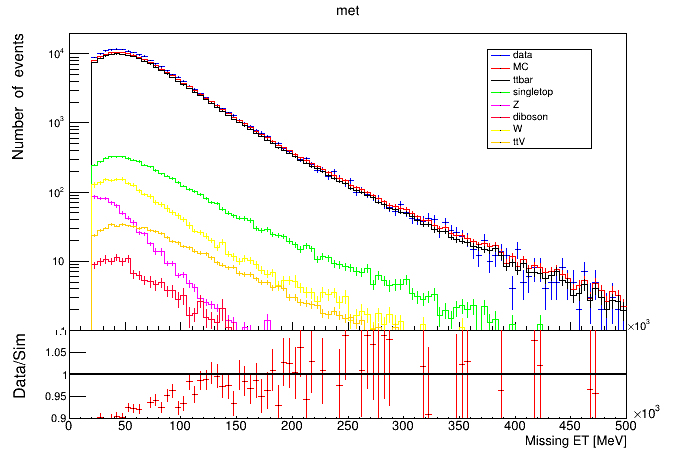 met
Number of events
10⁴
10³
10²
10
data
MC
ttbar
singletop
Z
diboson
W
ttV
×10³
Data/Sim
1.05
1
0.95
0.9
0 50 100 150 200 250 300 350 400 450 500
×10³
Missing ET [MeV]